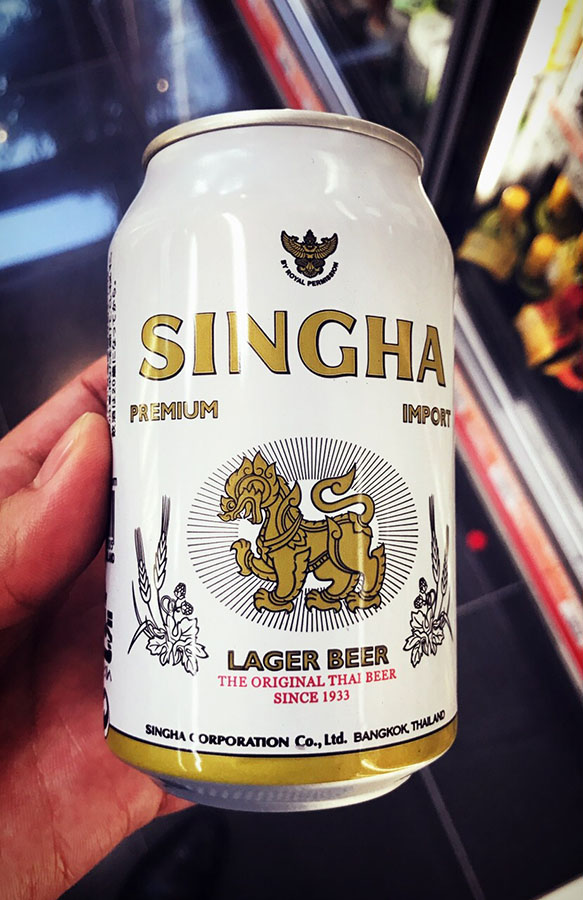 BY ROYAL PERMISSION
SINGHA
PREMIUM IMPORT
LAGER BEER
THE ORIGINAL THAI BEER
SINCE 1933
SINGHA CORPORATION Co., Ltd. BANGKOK, THAILAND